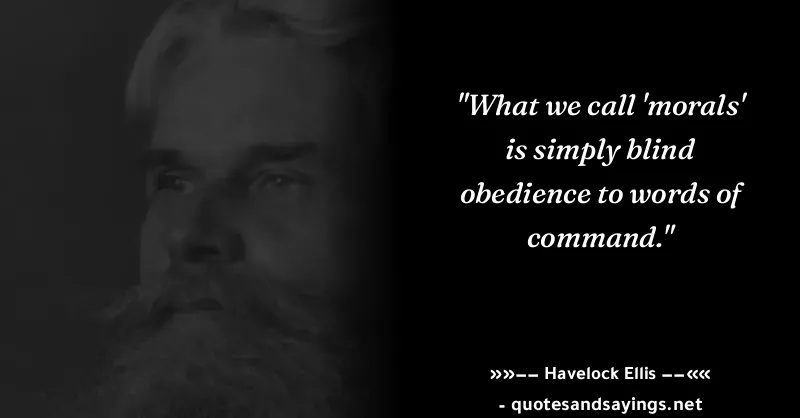 "What we call 'morals'
is simply blind
obedience to words of
command."
»»–– Havelock Ellis ––««
- quotesandsayings.net